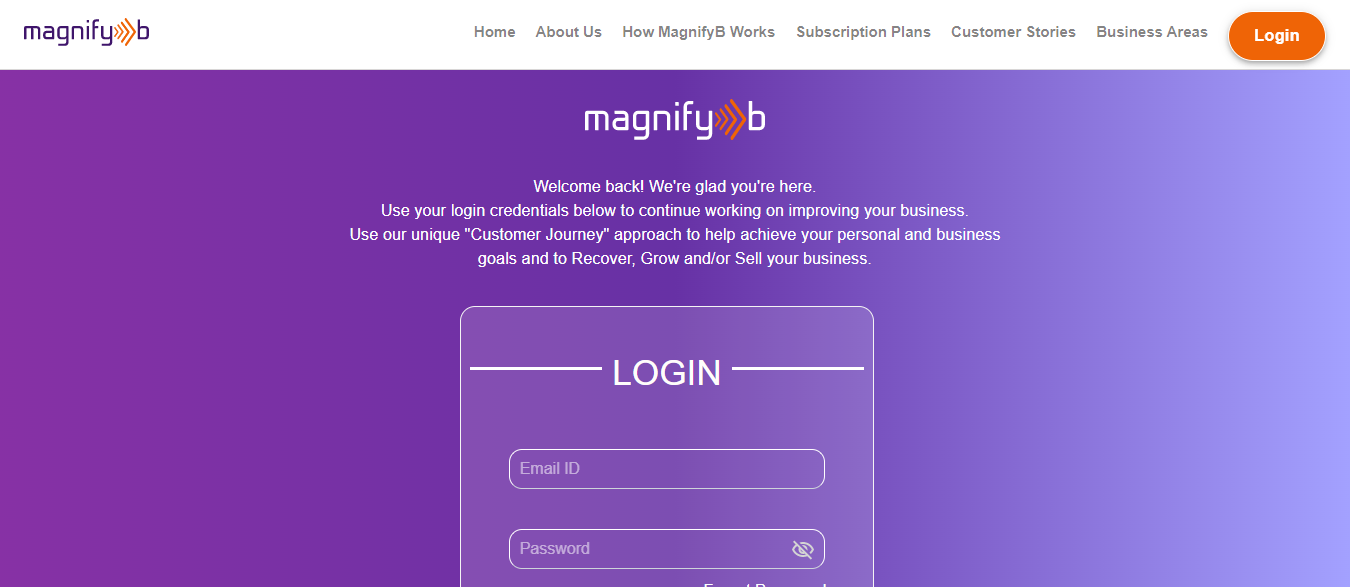 magnifyb
Home About Us How MagnifyB Works Subscription Plans Customer Stories Business Areas Login
magnifyb
Welcome back! We're glad you're here.
Use your login credentials below to continue working on improving your business.
Use our unique "Customer Journey" approach to help achieve your personal and business
goals and to Recover, Grow and/or Sell your business.
LOGIN
Email ID
Password